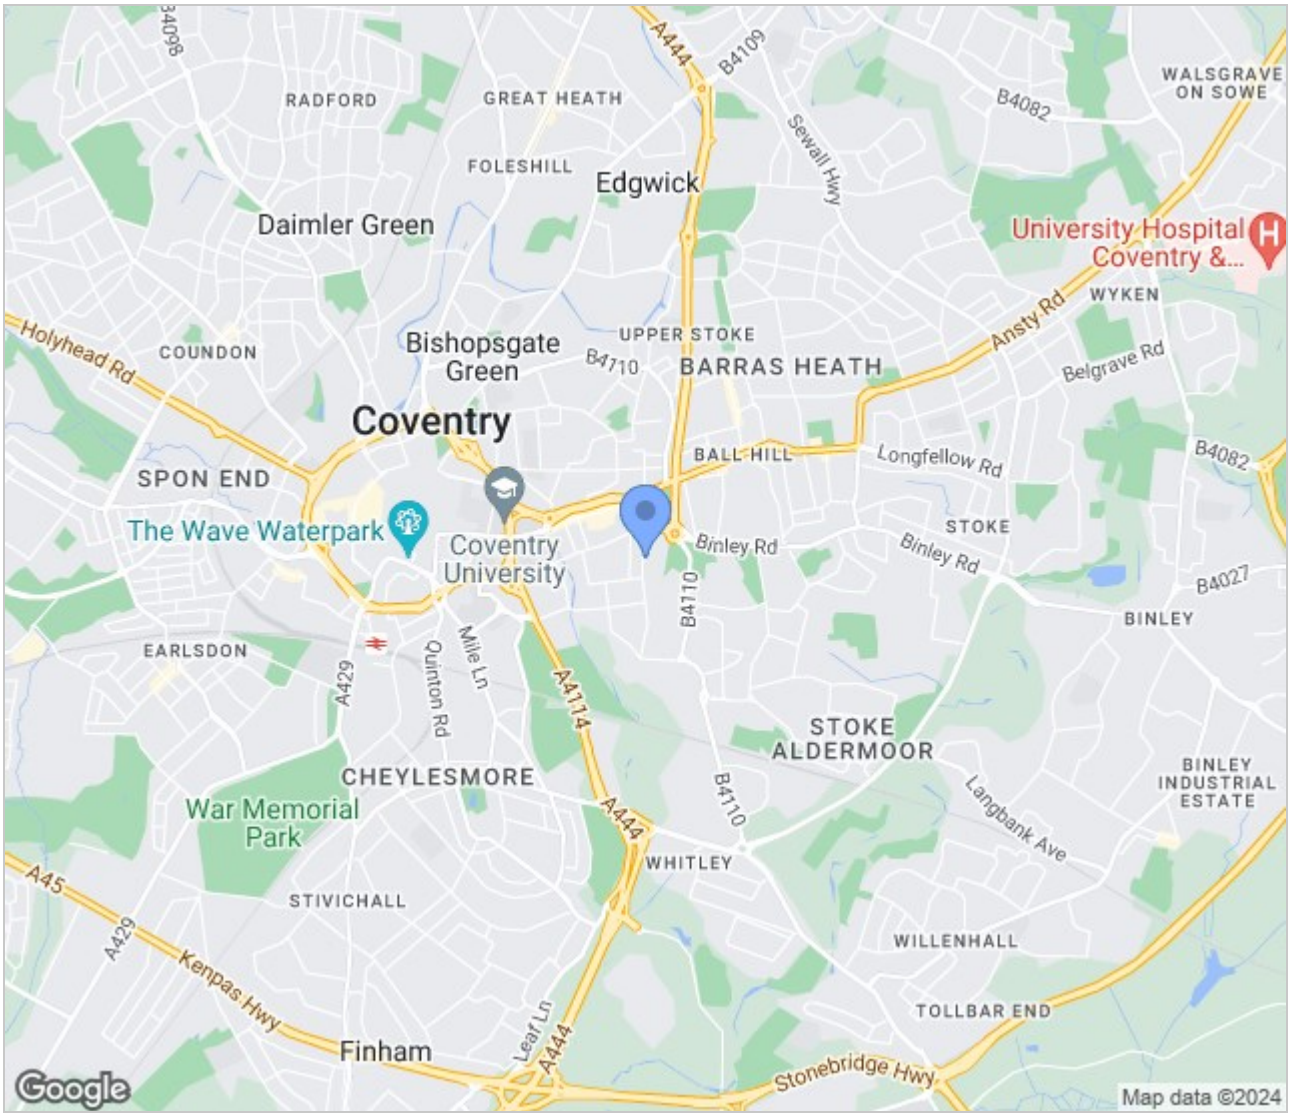 B4098
A444
B4109
RADFORD
GREAT HEATH
WALSGRAVE
ON SOWE
B4082
Sewall Hwy
FOLESHILL
Edgwick
Daimler Green
University Hospital
Coventry &...
H
WYKEN
Ansty Rd
Holyhead Rd
COUNDON
Bishopsgate
Green
B4710
UPPER STOKE
BARRAS HEATH
Belgrave Rd
Coventry
BALL HILL
Longfellow Rd
B4082
SPON END
The Wave Waterpark
Coventry
University
Binley Rd
Binley Rd
STOKE
B4027
B4110
BINLEY
EARLSDON
A429
Quinton Rd
Mile Ln
A4114
STOKE
ALDERMOOR
CHEYLESMORE
War Memorial
Park
A444
B4110
Langbank Ave
BINLEY
INDUSTRIAL
ESTATE
WHITLEY
A45
STIVICHALL
A429
WILLENHALL
Kenpas Hwy
TOLLBAR END
Leaf Ln
A444
Finham
Stonebridge Hwy
Google
Map data ©2024